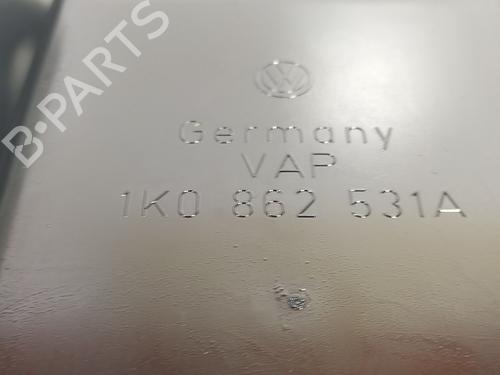 B-PARTS
Germany
VAP
1K0 862 531A